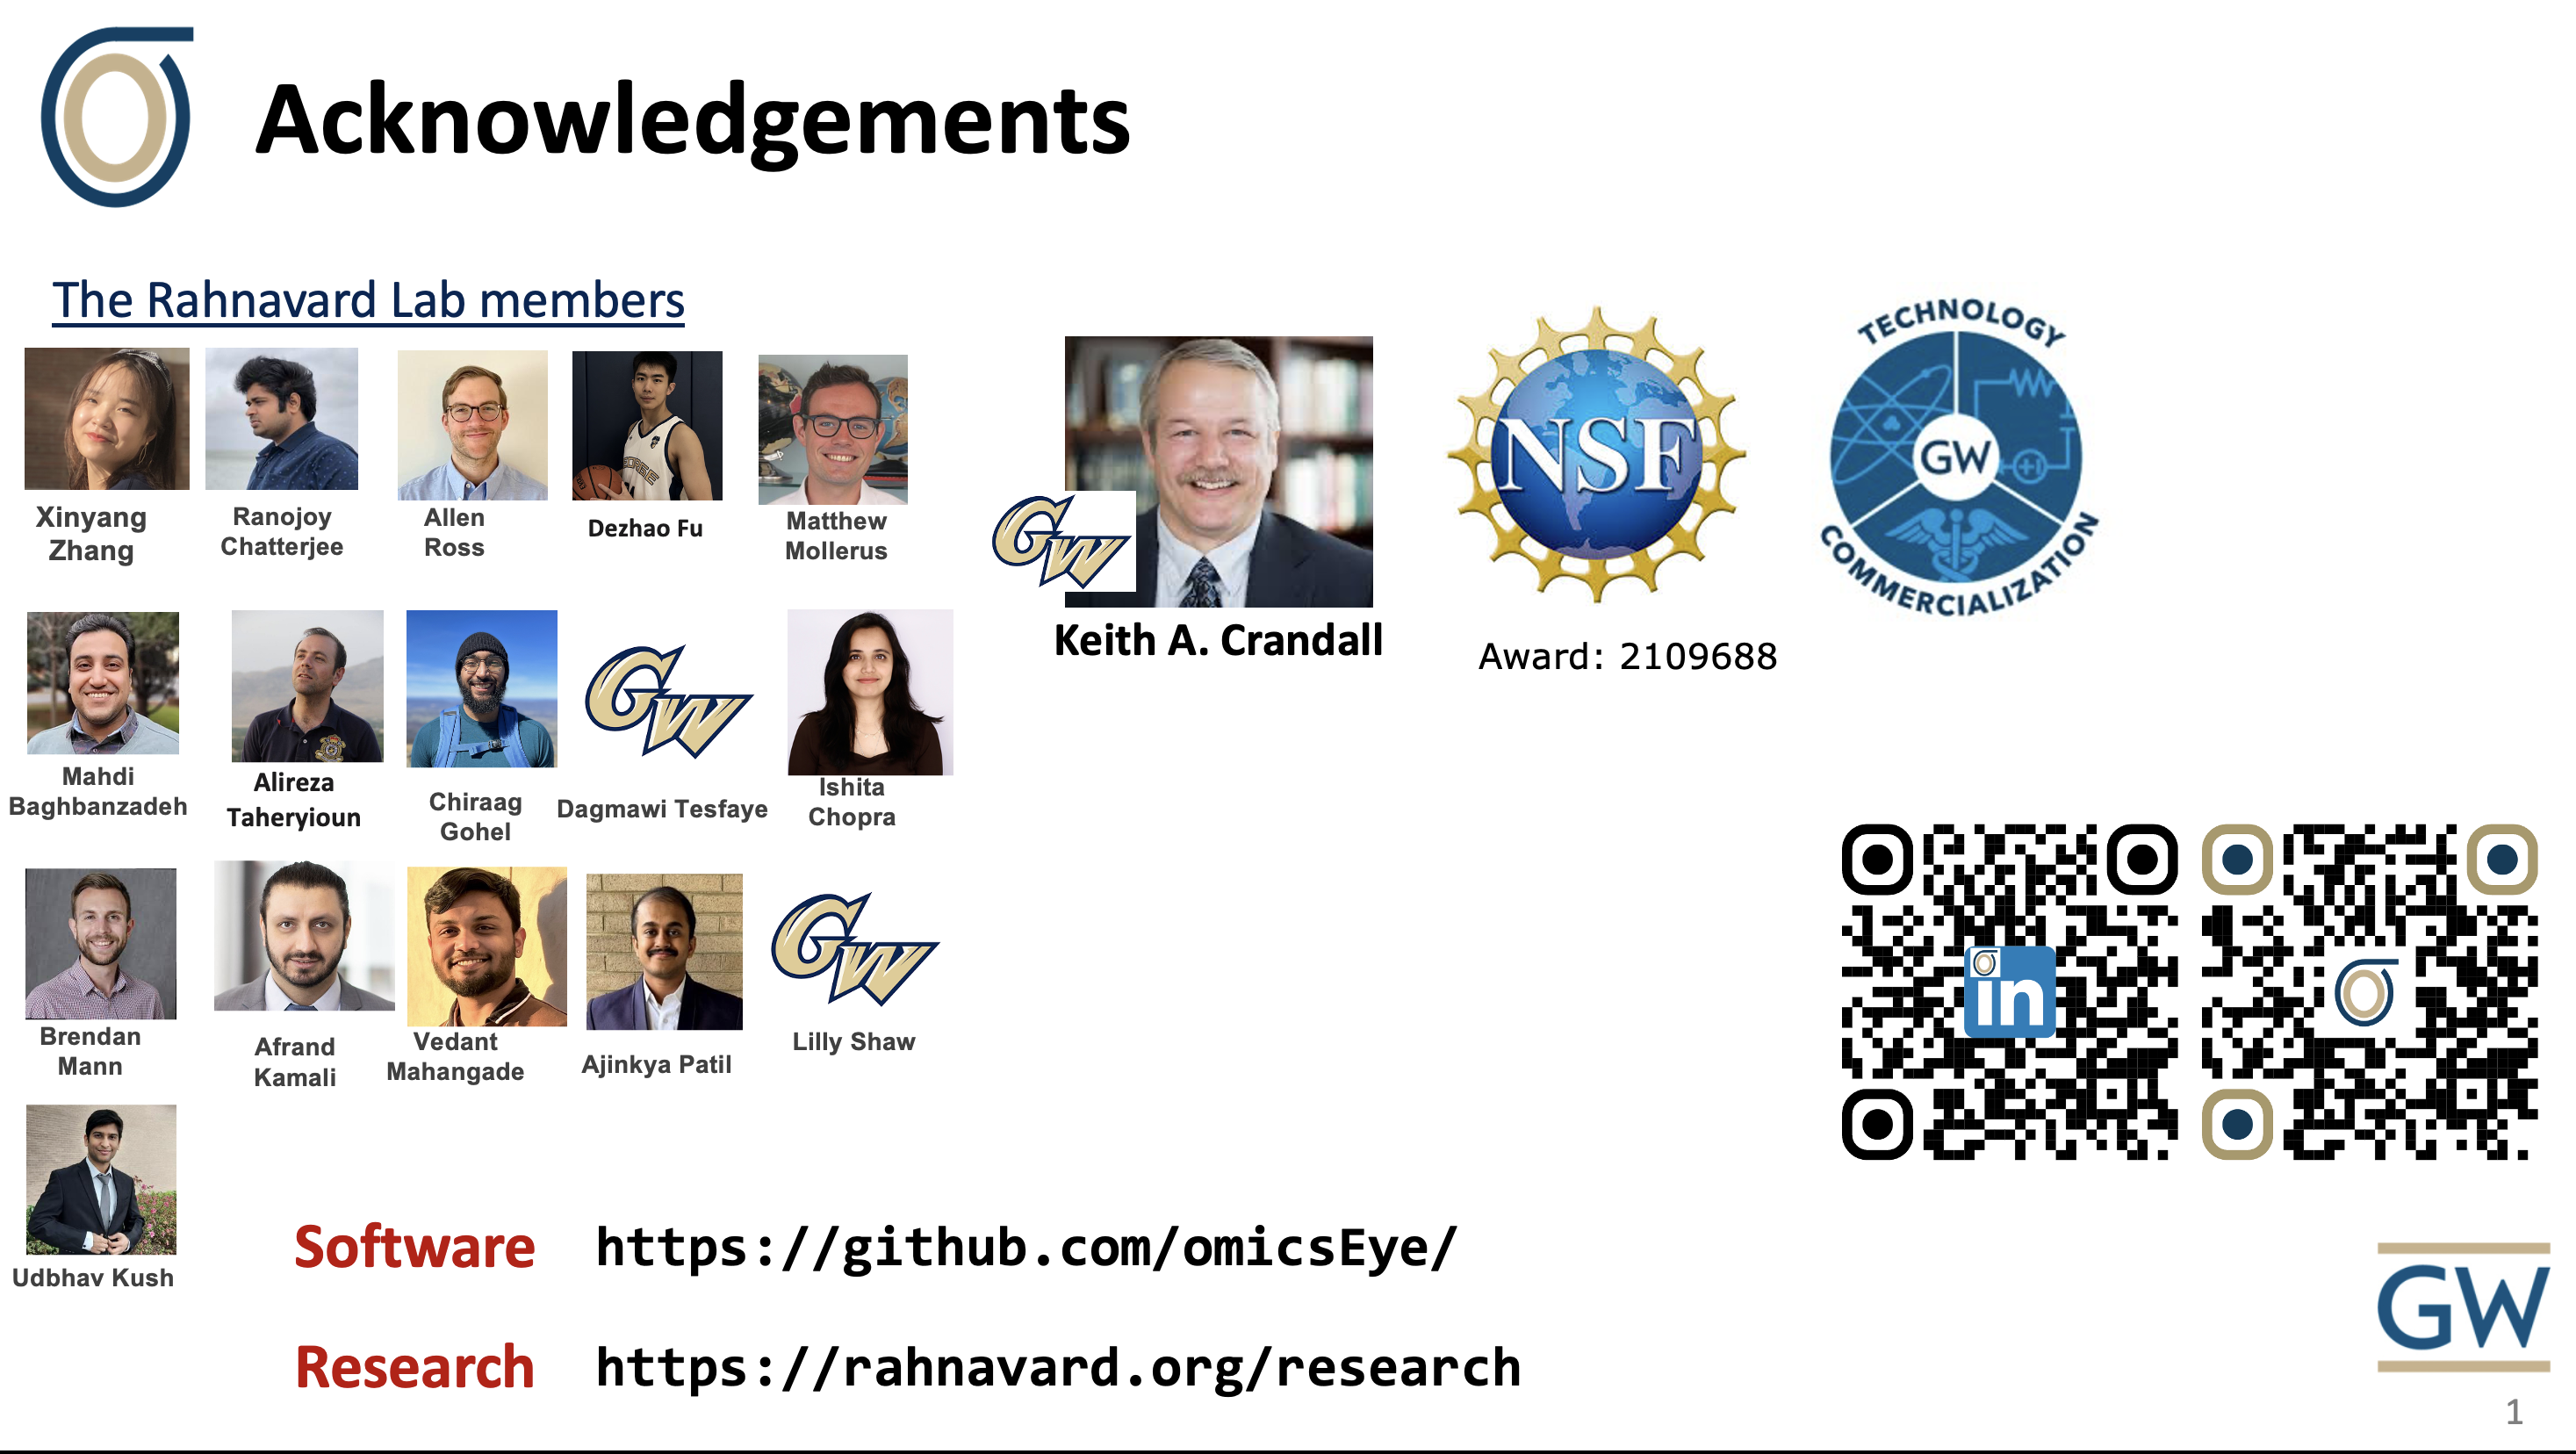 Acknowledgements
The Rahnavard Lab members
Xinyang
Zhang
Ranojoy
Chatterjee
Allen
Ross
Dezhao Fu
Matthew
Mollerus
Mahdi
Baghbanzadeh
Alireza
Taheryioun
Chiraag
Gohel
GW
Dagmawi Tesfaye
Ishita
Chopra
Brendan
Mann
Afrand
Kamali
Vedant
Mahangade
Ajinkya Patil
GW
Lilly Shaw
Udbhav Kush
GW
Keith A. Crandall
NSF
Award: 2109688
TECHNOLOGY
GW
COMMERCIALIZATION
in
Software https://github.com/omicsEye/
Research https://rahnavard.org/research
GW
1